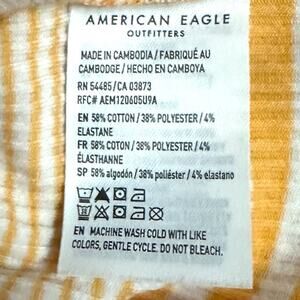 AMERICAN EAGLE
OUTFITTERS
MADE IN CAMBODIA / FABRIQUÉ AU
CAMBODGE / HECHO EN CAMBOYA
RN 54485/CA 03873
RFC# AEM120605U9A
EN 58% COTTON / 38% POLYESTER / 4%
ELASTANE
FR 58% COTON / 38% POLYESTER / 4%
ÉLASTHANNE
SP 58% algodón / 38% poliéster / 4% elastano
EN MACHINE WASH COLD WITH LIKE
COLORS, GENTLE CYCLE. DO NOT BLEACH.